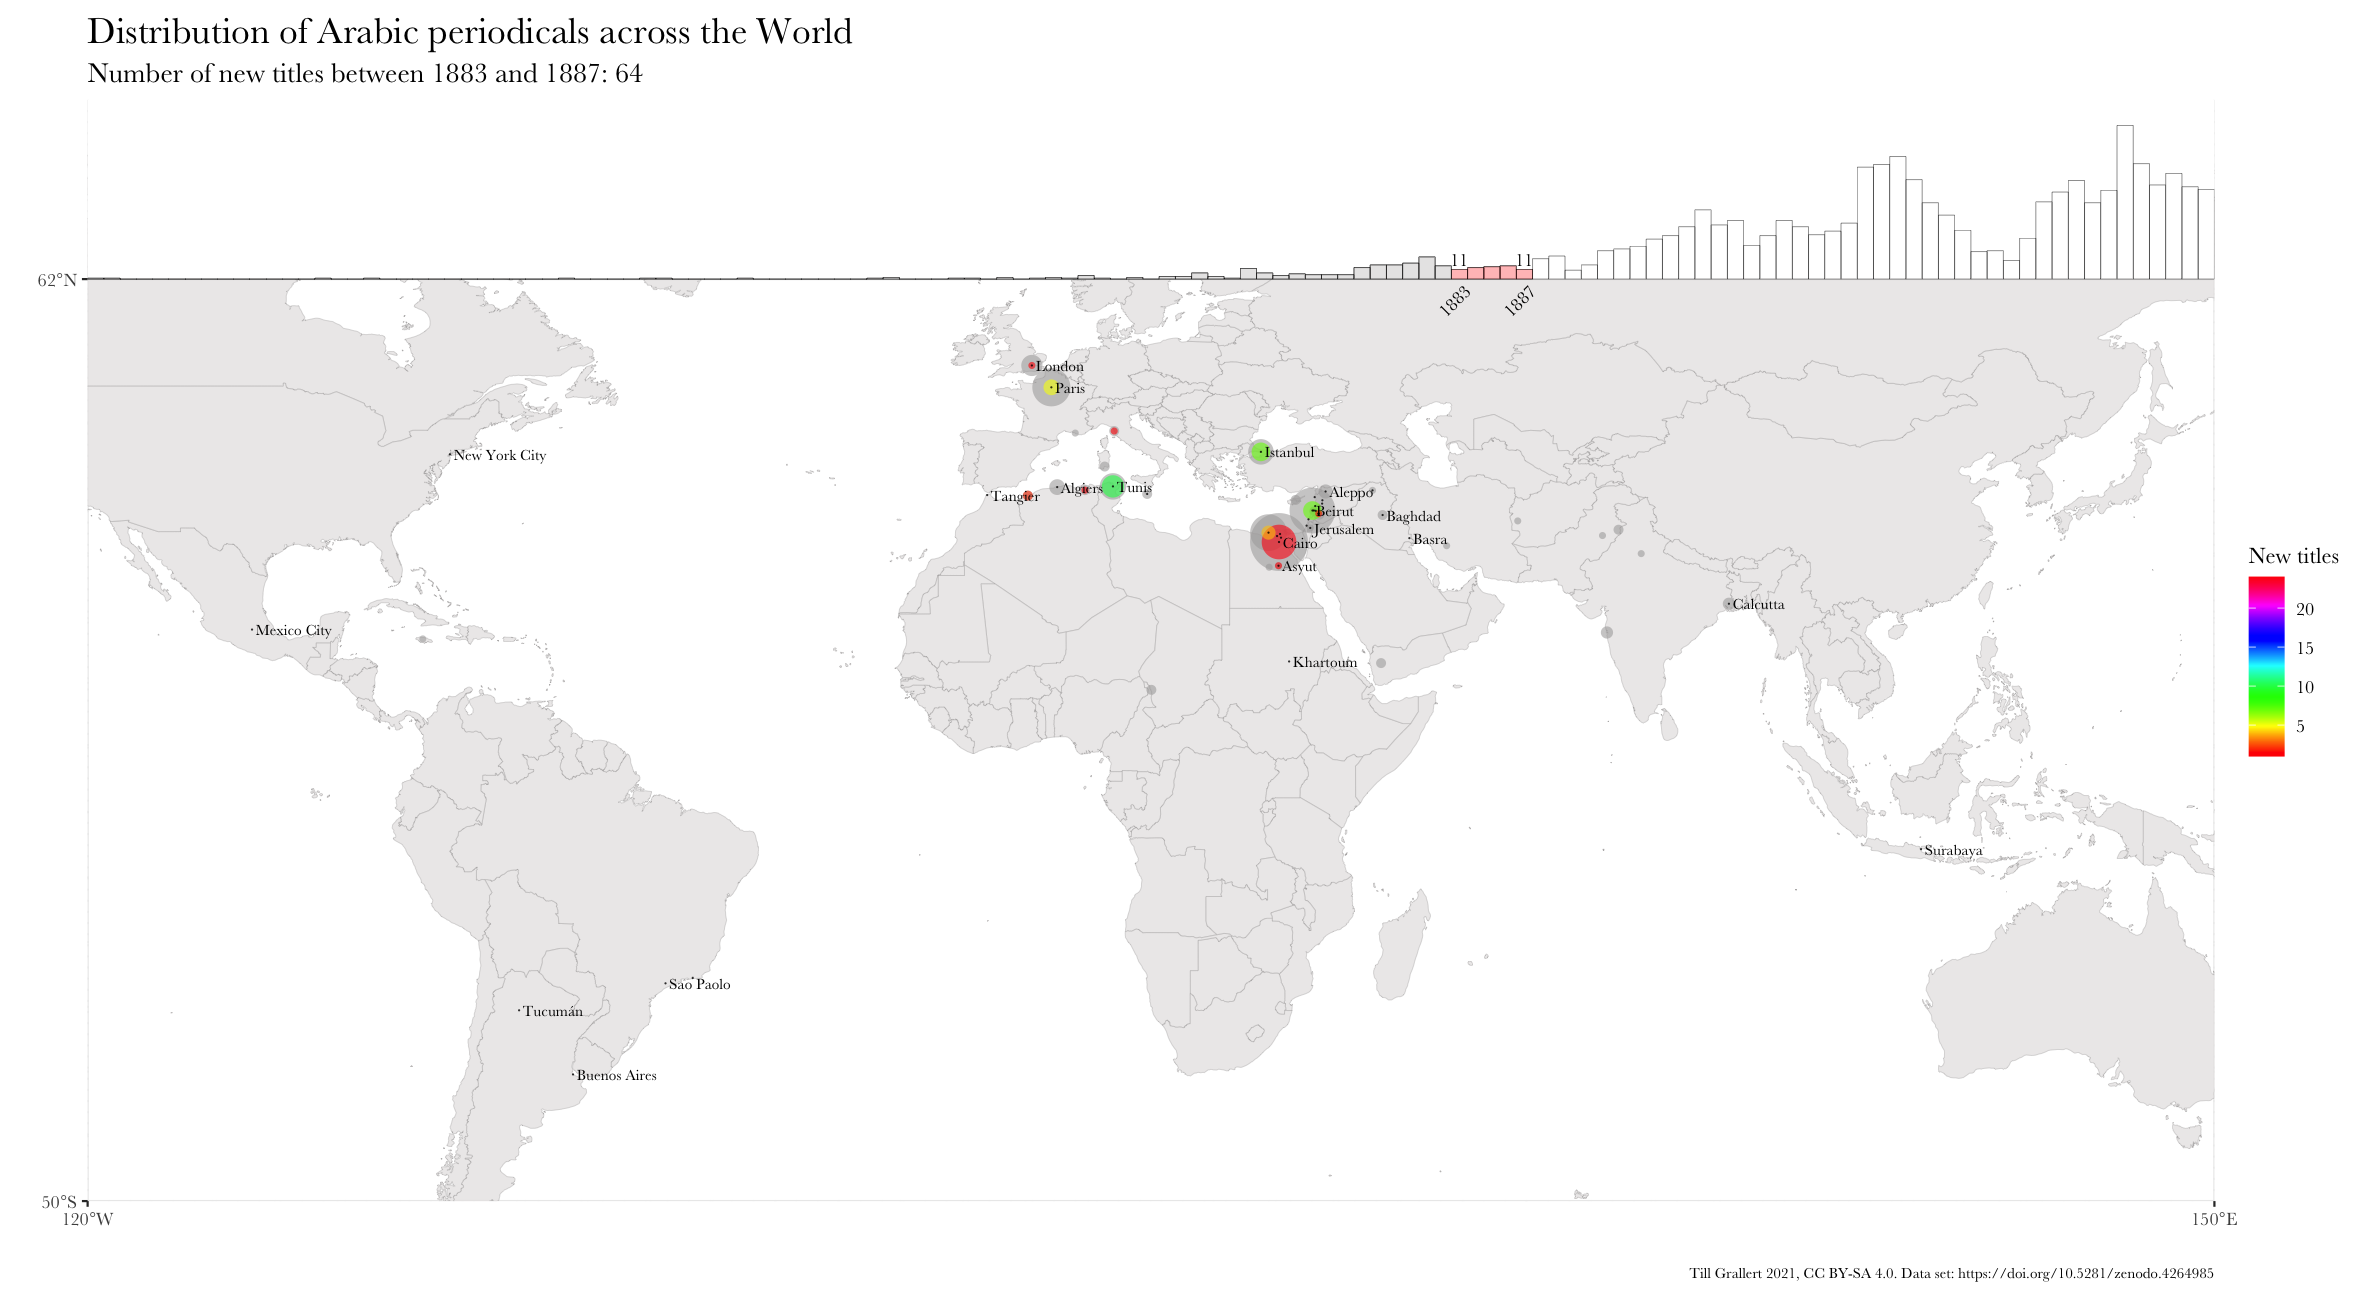 Distribution of Arabic periodicals across the World
Number of new titles between 1883 and 1887: 64
11
11
62°N
1883
1887
London
Paris
New York City
Istanbul
Algiers
Tunis
Tangier
Aleppo
Beirut
Baghdad
Jerusalem
Basra
Cairo
Asyut
New titles
20
15
10
5
Calcutta
Mexico City
Khartoum
Surabaya
Sao Paolo
Tucumán
Buenos Aires
50°S
120°W
150°E
Till Grallert 2021, CC BY-SA 4.0. Data set: https://doi.org/10.5281/zenodo.4264985